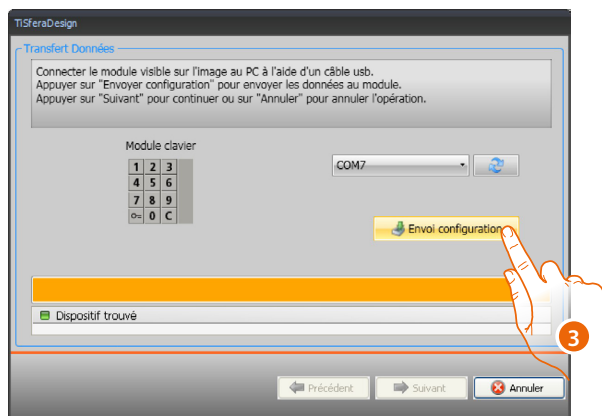 TiSferaDesign
Transfert Données
Connecter le module visible sur l'image au PC à l'aide d'un câble usb.
Appuyer sur "Envoyer configuration" pour envoyer les données au module.
Appuyer sur "Suivant" pour continuer ou sur "Annuler" pour annuler l'opération.
Module clavier
1 2 3
4 5 6
7 8 9
0 C
COM7
Envoi configuration
Dispositif trouvé
3
Précédent
Suivant
Annuler